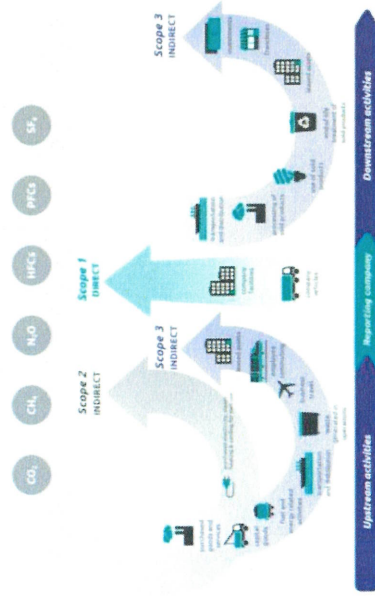 CO₂ CH₄ N₂O HFCs PFCs SF₆
Scope 2
INDIRECT
Scope 1
DIRECT
Scope 3
INDIRECT
Scope 3
INDIRECT
purchased
goods and
services
capital
goods
fuel and
energy related
activities
transportation
and distribution
waste
generated in
operations
business
travel
employee
commuting
leased assets
purchased electricity, steam,
heating & cooling for own use
company
facilities
company
vehicles
transportation
and distribution
processing of
sold products
use of sold
products
end-of-life
treatment of
sold products
leased assets
franchises
investments
Upstream activities
Reporting company
Downstream activities